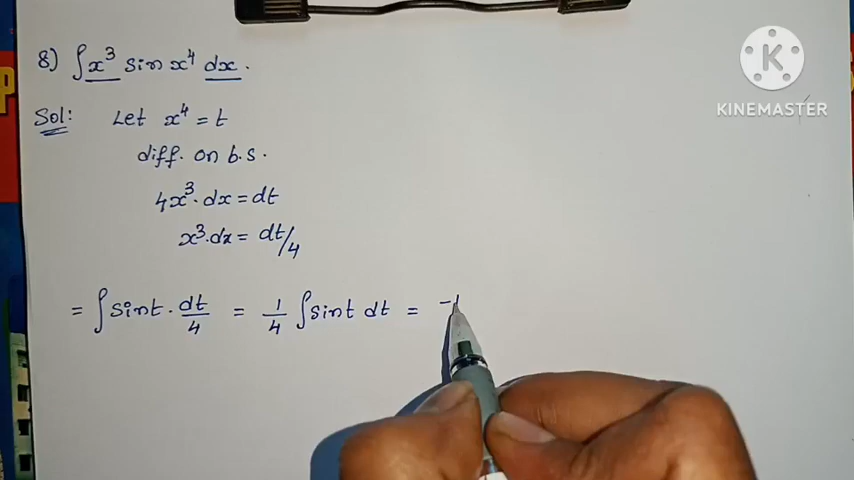 8) ∫x³ sin x⁴ dx.
KINEMASTER
Sol: Let x⁴ = t
diff. on b.s.
4x³·dx = dt
x³·dx = dt/4
= ∫sint·dt/4 = 1/4 ∫sint dt = -1